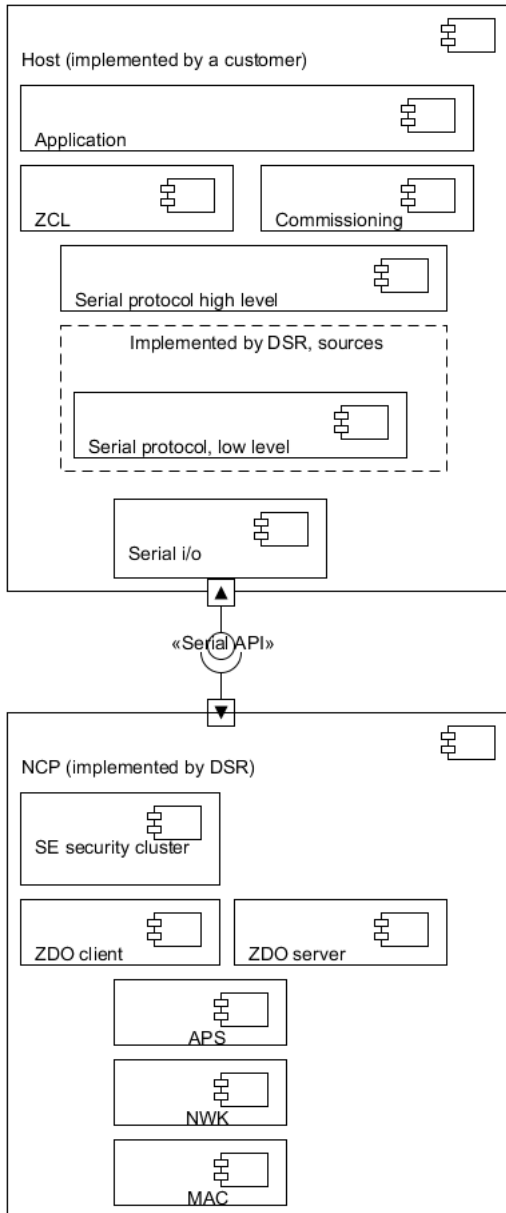 Host (implemented by a customer)
Application
ZCL
Commissioning
Serial protocol high level
Implemented by DSR, sources
Serial protocol, low level
Serial i/o
«Serial API»
NCP (implemented by DSR)
SE security cluster
ZDO client
ZDO server
APS
NWK
MAC